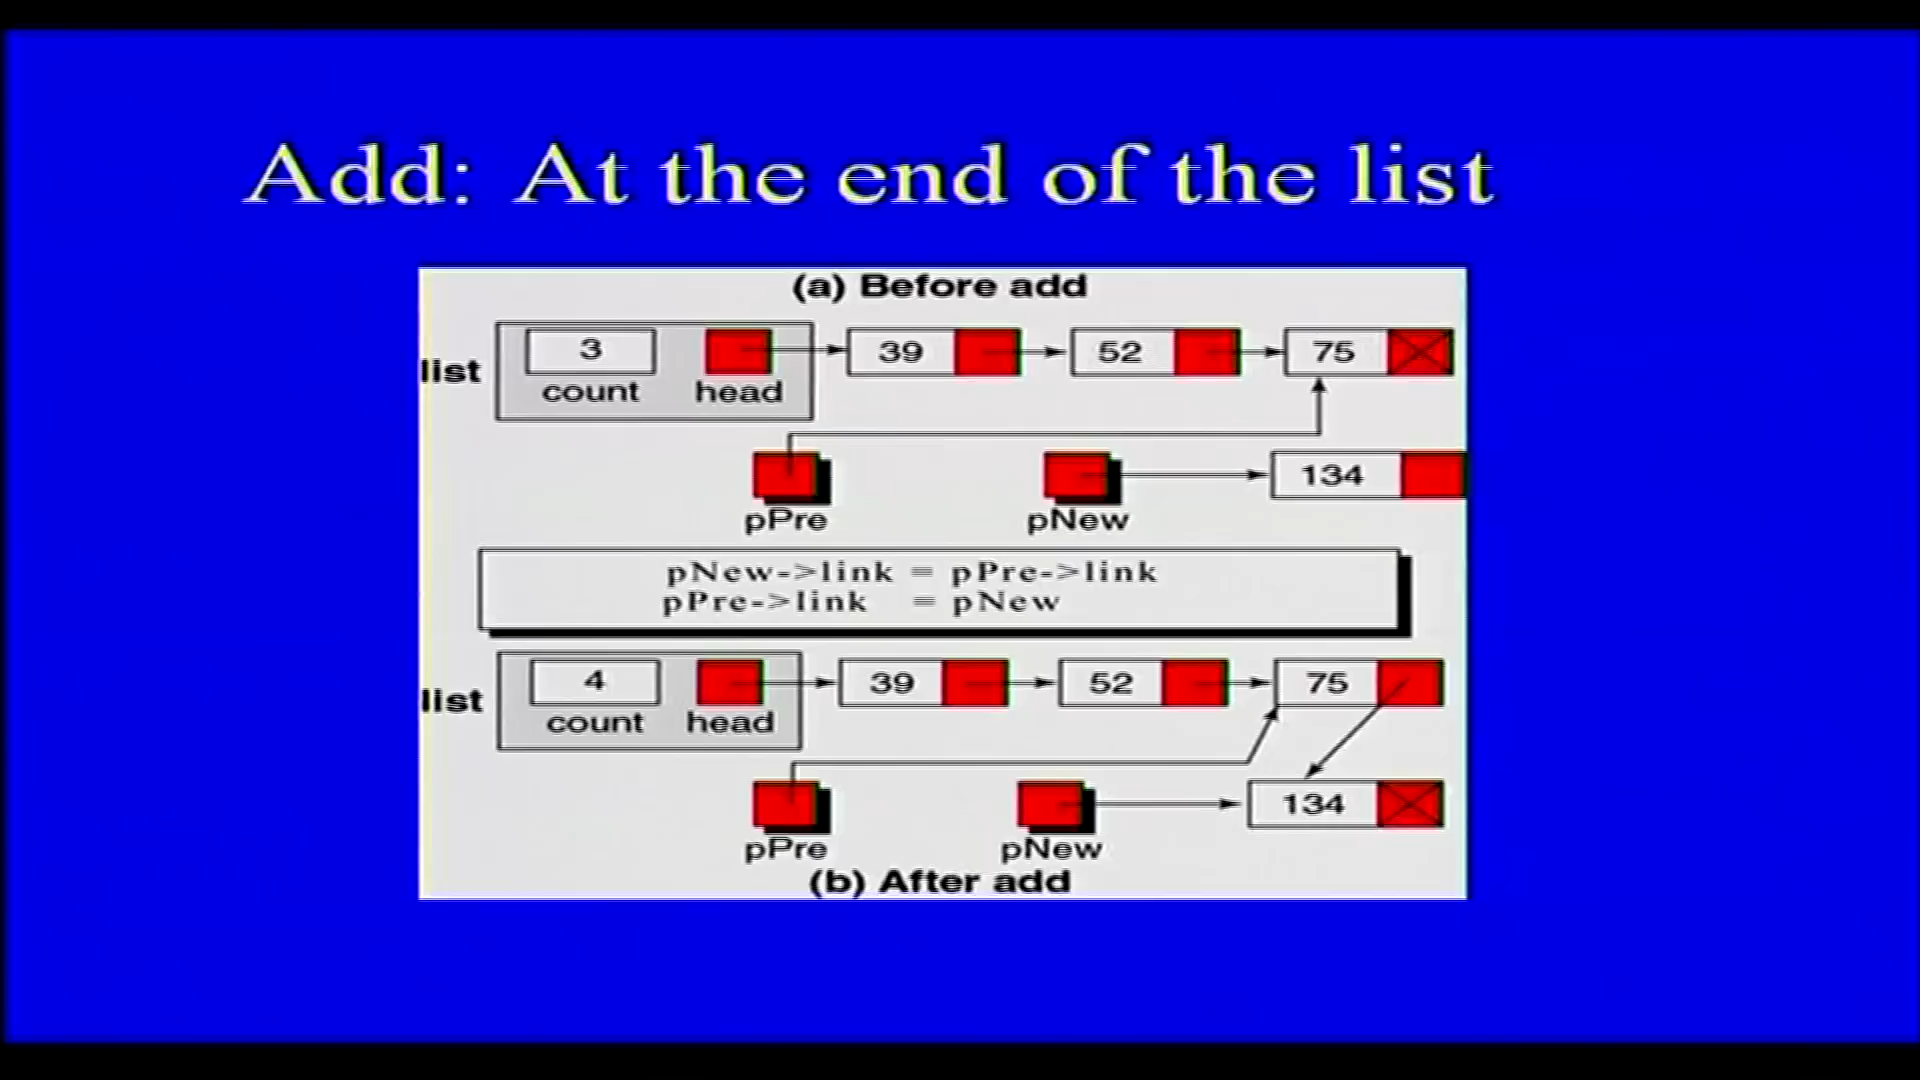 Add: At the end of the list
(a) Before add
list 3 39 52 75
count head
134
pPre pNew
pNew->link = pPre->link
pPre->link = pNew
list 4 39 52 75
count head
134
pPre pNew
(b) After add